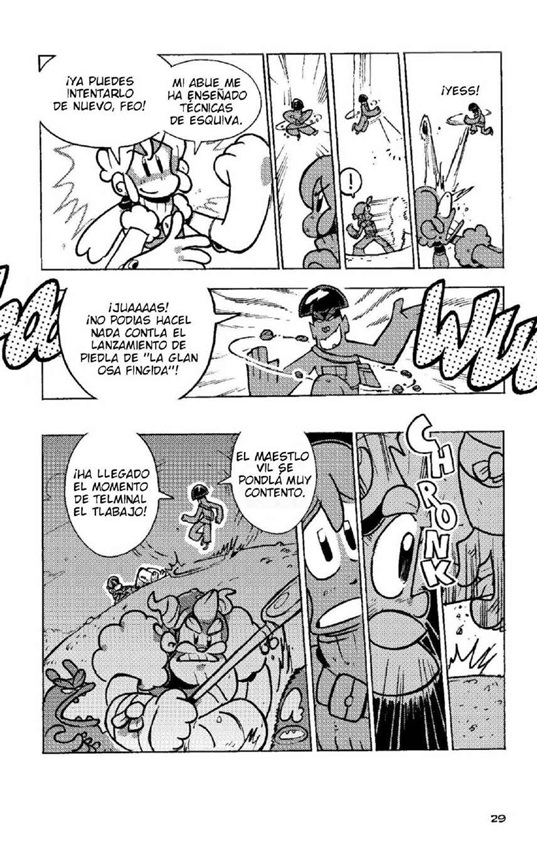 ¡YA PUEDES
INTENTARLO
DE NUEVO, FEO!
MI ABUE ME
HA ENSEÑADO
TÉCNICAS
DE ESQUIVA.
!
¡YESS!
¡JUAAAAS!
¡NO PODIAS HACEL
NADA CONTLA EL
LANZAMIENTO DE
PIEDLA DE "LA GLAN
OSA FINGIDA"!
¡HA LLEGADO
EL MOMENTO
DE TELMINAL
EL TLABAJO!
EL MAESTLO
VIL SE
PONDLÁ MUY
CONTENTO.
CHRONK
29